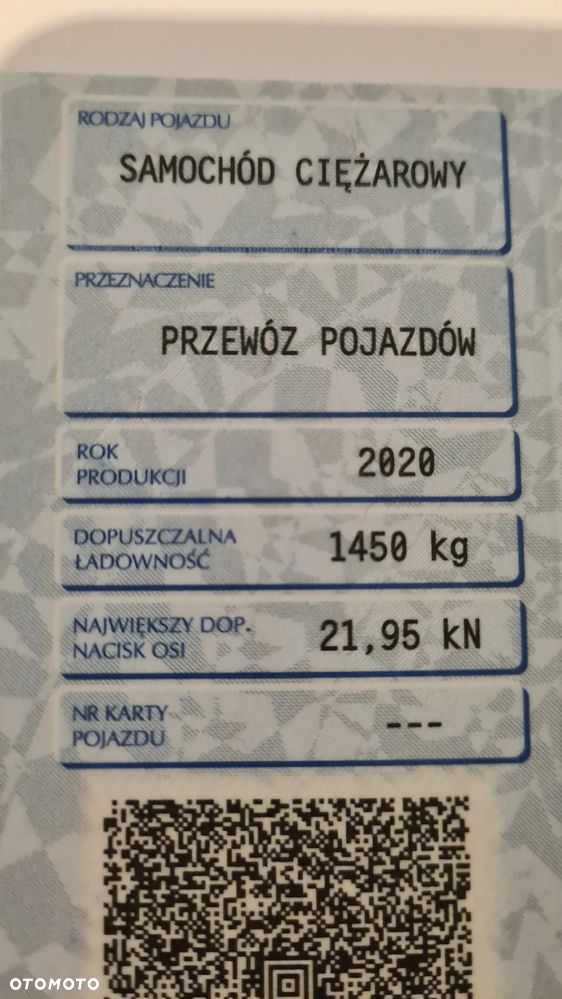 RODZAJ POJAZDU
SAMOCHÓD CIĘŻAROWY
PRZEZNACZENIE
PRZEWÓZ POJAZDÓW
ROK
PRODUKCJI
2020
DOPUSZCZALNA
ŁADOWNOŚĆ
1450 kg
NAJWIĘKSZY DOP.
NACISK OSI
21,95 kN
NR KARTY
POJAZDU
---
OTOMOTO